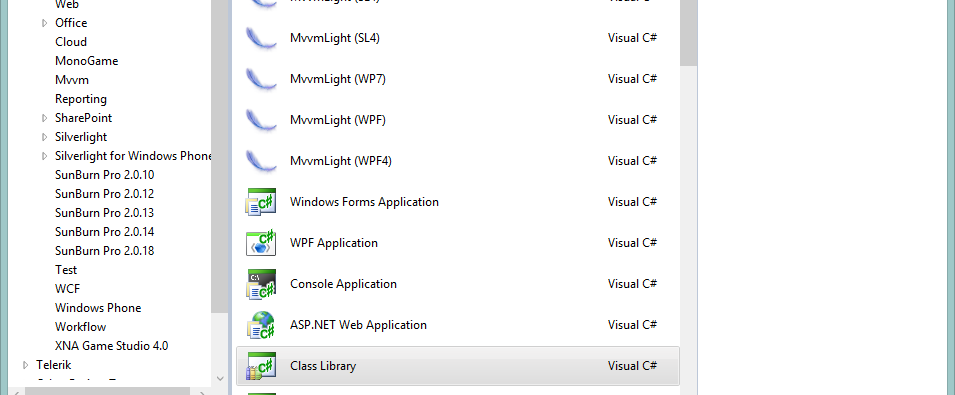 Web
Office
Cloud
MonoGame
Mvvm
Reporting
SharePoint
Silverlight
Silverlight for Windows Phone
SunBurn Pro 2.0.10
SunBurn Pro 2.0.12
SunBurn Pro 2.0.13
SunBurn Pro 2.0.14
SunBurn Pro 2.0.18
Test
WCF
Windows Phone
Workflow
XNA Game Studio 4.0
Telerik
MvvmLight (SL4) Visual C#
MvvmLight (WP7) Visual C#
MvvmLight (WPF) Visual C#
MvvmLight (WPF4) Visual C#
Windows Forms Application Visual C#
WPF Application Visual C#
Console Application Visual C#
ASP.NET Web Application Visual C#
Class Library Visual C#